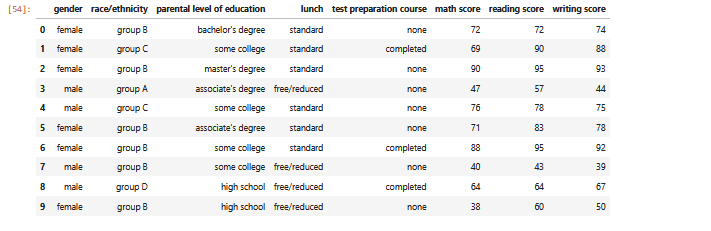 [54]: gender race/ethnicity parental level of education lunch test preparation course math score reading score writing score
0 female group B bachelor's degree standard none 72 72 74
1 female group C some college standard completed 69 90 88
2 female group B master's degree standard none 90 95 93
3 male group A associate's degree free/reduced none 47 57 44
4 male group C some college standard none 76 78 75
5 female group B associate's degree standard none 71 83 78
6 female group B some college standard completed 88 95 92
7 male group B some college free/reduced none 40 43 39
8 male group D high school free/reduced completed 64 64 67
9 female group B high school free/reduced none 38 60 50